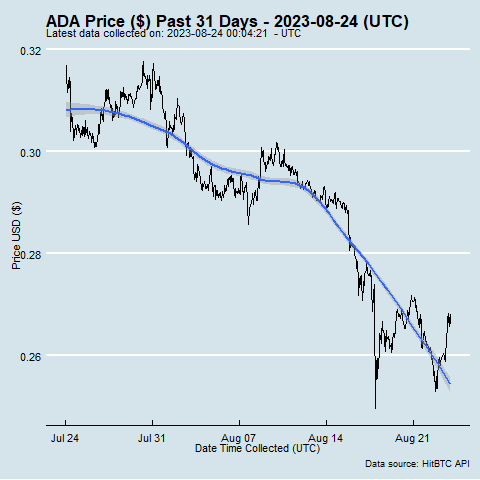 ADA Price ($) Past 31 Days - 2023-08-24 (UTC)
Latest data collected on: 2023-08-24 00:04:21 - UTC
0.32
0.30
0.28
0.26
Price USD ($)
Jul 24
Jul 31
Aug 07
Aug 14
Aug 21
Date Time Collected (UTC)
Data source: HitBTC API